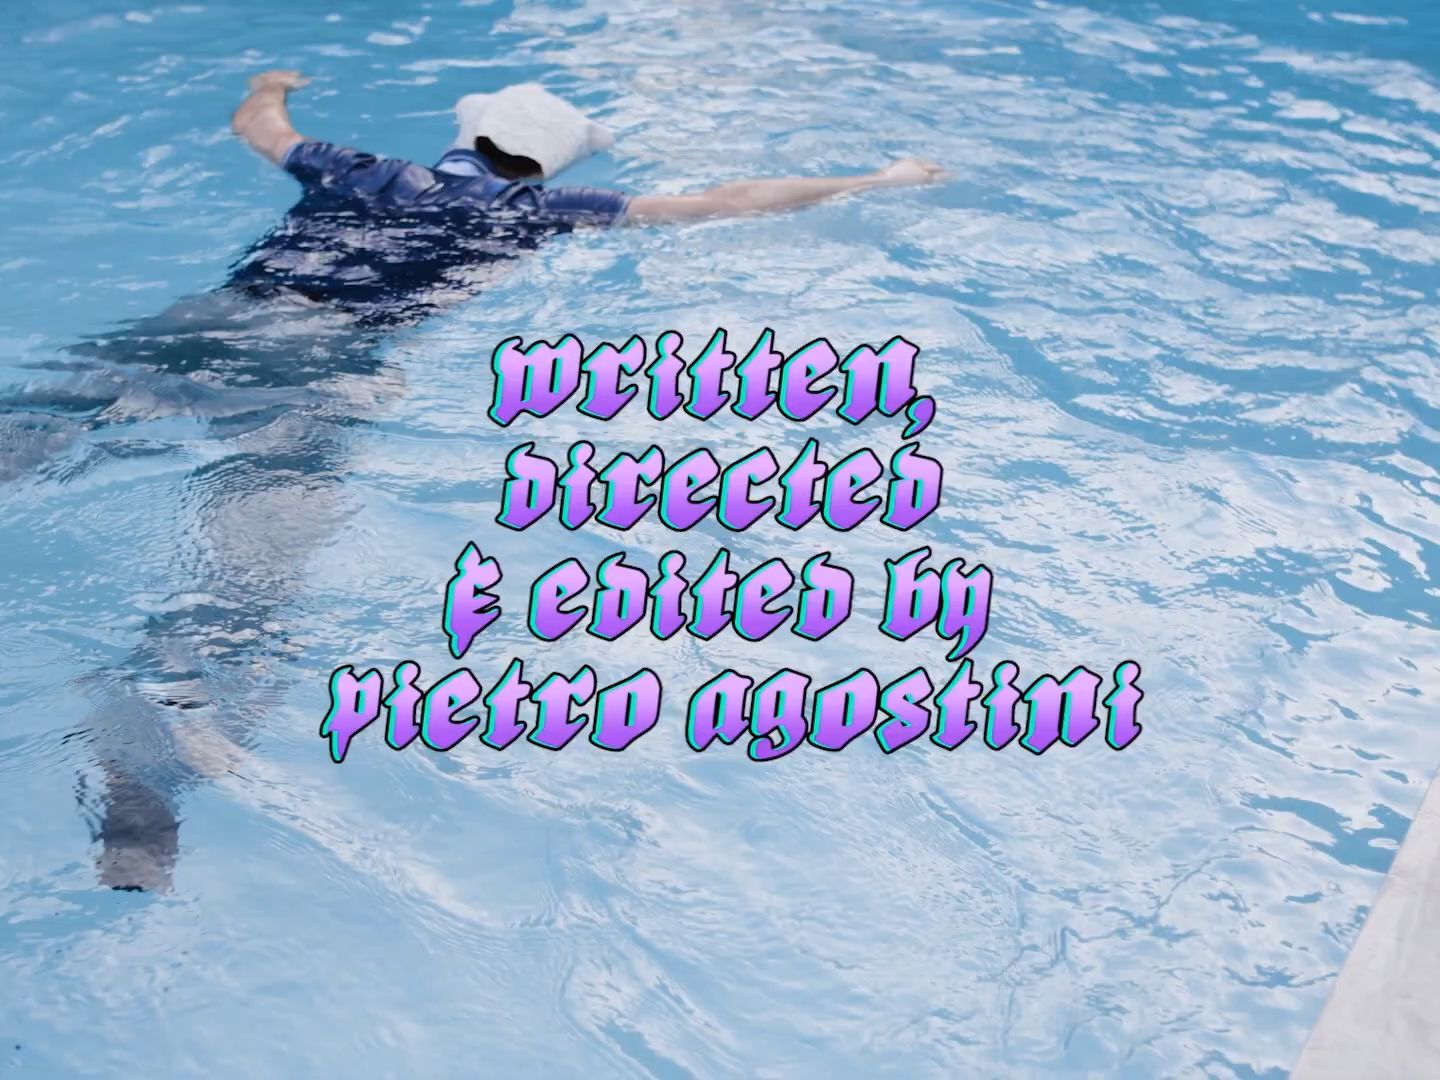 written,
directed
& edited by
pietro agostini